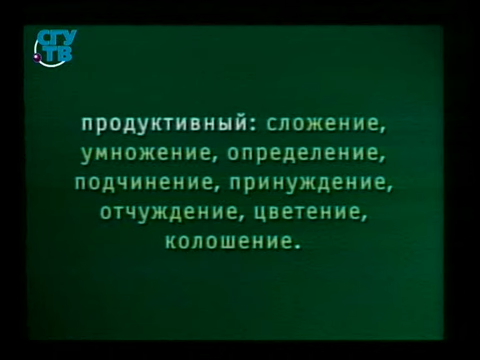 СГУ
ТВ
продуктивный: сложение,
умножение, определение,
подчинение, принуждение,
отчуждение, цветение,
колошение.